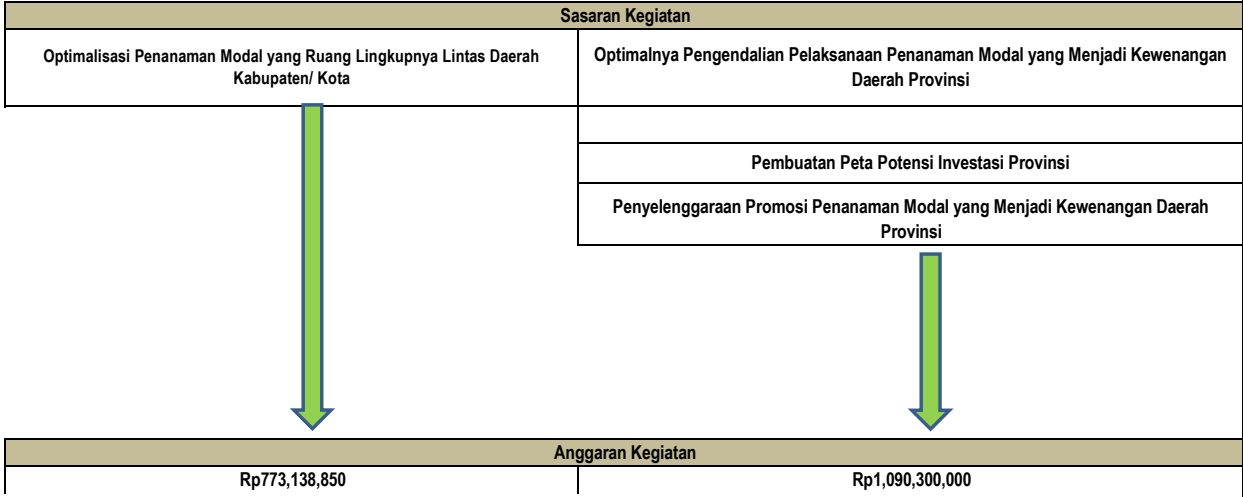 Sasaran Kegiatan
Optimalisasi Penanaman Modal yang Ruang Lingkupnya Lintas Daerah
Kabupaten/ Kota
Optimalnya Pengendalian Pelaksanaan Penanaman Modal yang Menjadi Kewenangan
Daerah Provinsi
Pembuatan Peta Potensi Investasi Provinsi
Penyelenggaraan Promosi Penanaman Modal yang Menjadi Kewenangan Daerah
Provinsi
Anggaran Kegiatan
Rp773,138,850
Rp1,090,300,000